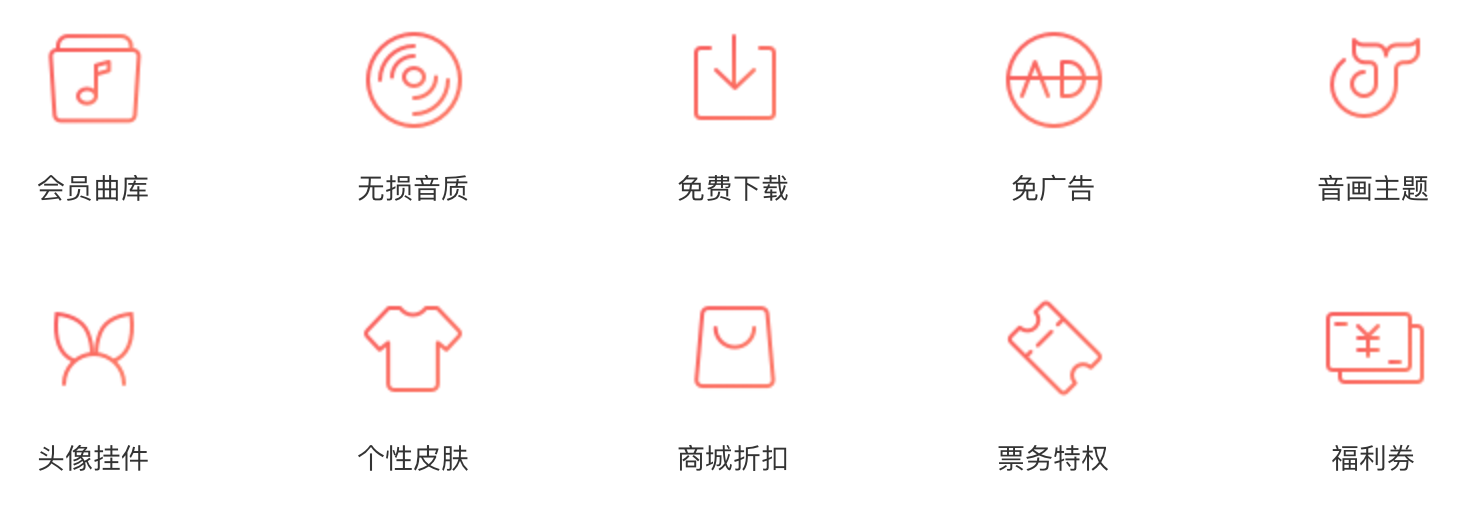 会员曲库
无损音质
免费下载
AD
免广告
音画主题
头像挂件
个性皮肤
商城折扣
票务特权
¥
福利券